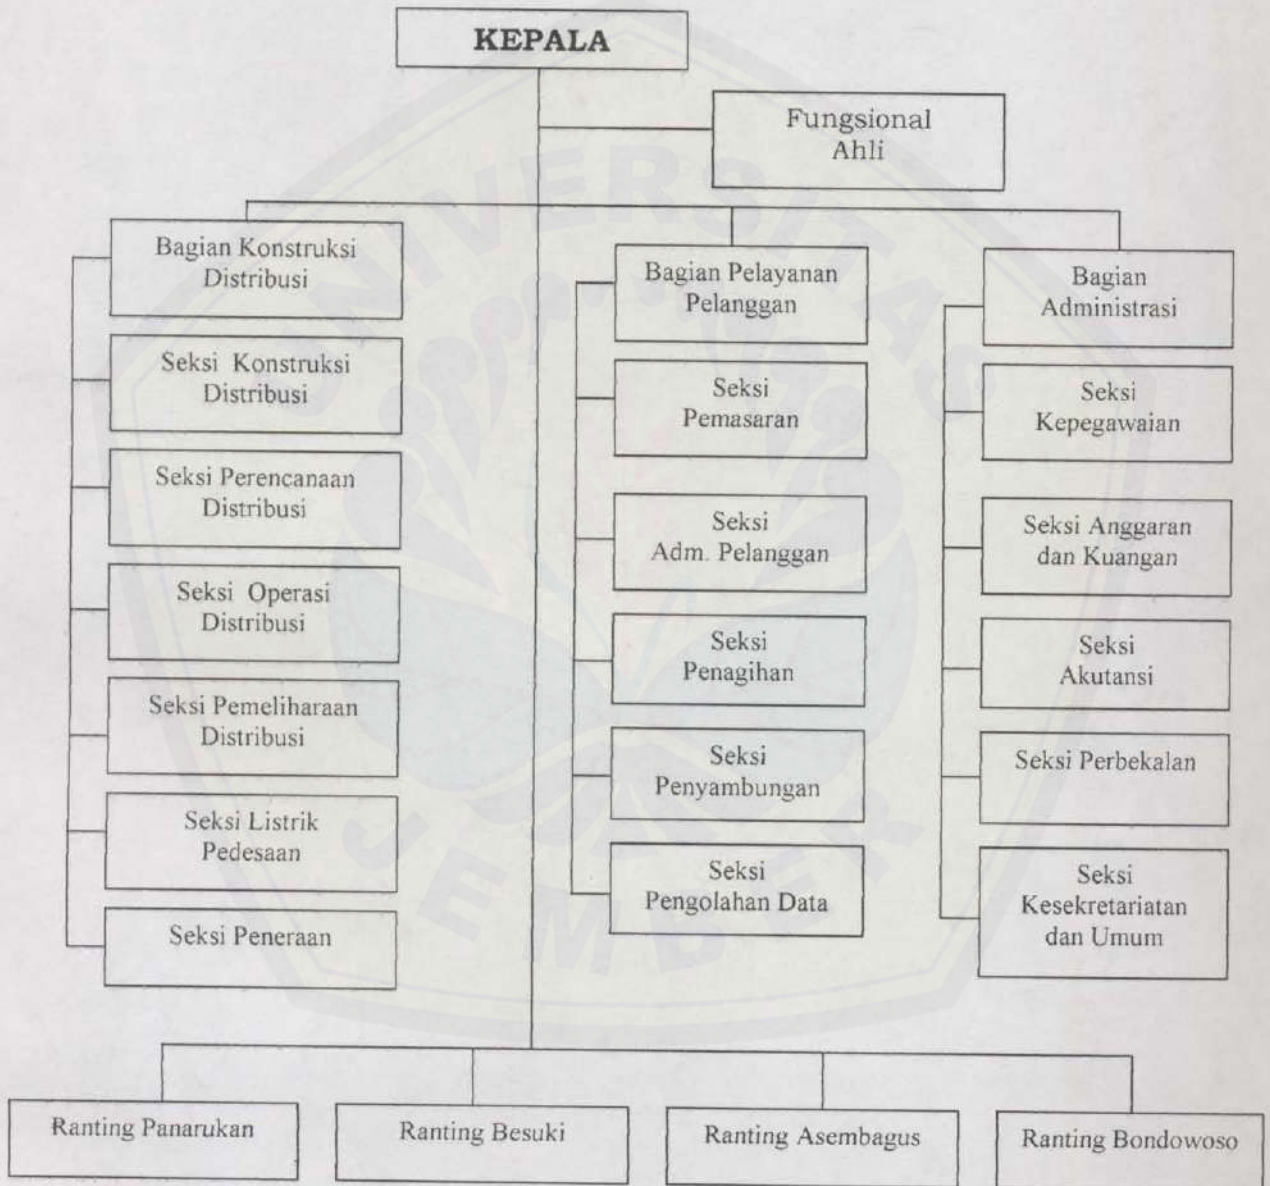 KEPALA
Fungsional
Ahli
Bagian Konstruksi
Distribusi
Seksi Konstruksi
Distribusi
Seksi Perencanaan
Distribusi
Seksi Operasi
Distribusi
Seksi Pemeliharaan
Distribusi
Seksi Listrik
Pedesaan
Seksi Peneraan
Bagian Pelayanan
Pelanggan
Seksi
Pemasaran
Seksi
Adm. Pelanggan
Seksi
Penagihan
Seksi
Penyambungan
Seksi
Pengolahan Data
Bagian
Administrasi
Seksi
Kepegawaian
Seksi Anggaran
dan Kuangan
Seksi
Akutansi
Seksi Perbekalan
Seksi
Kesekretariatan
dan Umum
Ranting Panarukan
Ranting Besuki
Ranting Asembagus
Ranting Bondowoso
UNIVERSITAS
JEMBER